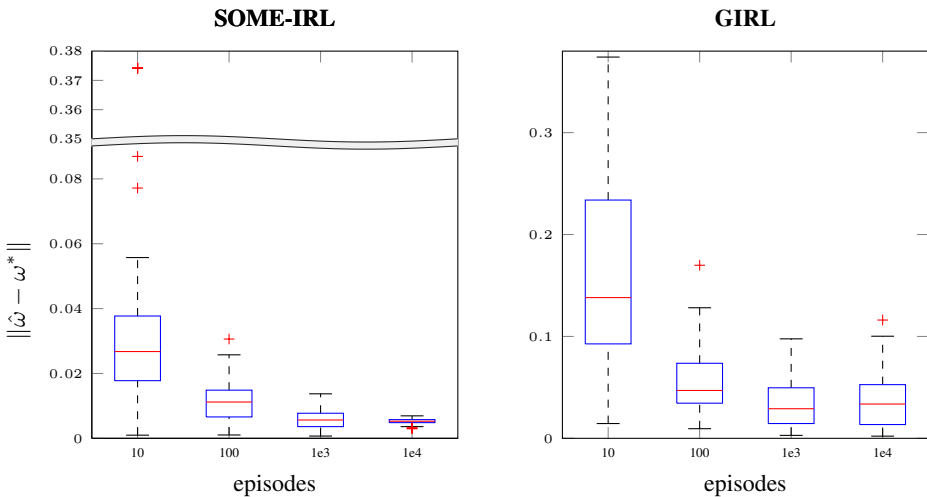 SOME-IRL
GIRL
0.38
0.37
0.36
0.35
0.08
0.06
0.04
0.02
0
‖ω̂ − ω*‖
10
100
1e3
1e4
episodes
0.3
0.2
0.1
0
10
100
1e3
1e4
episodes